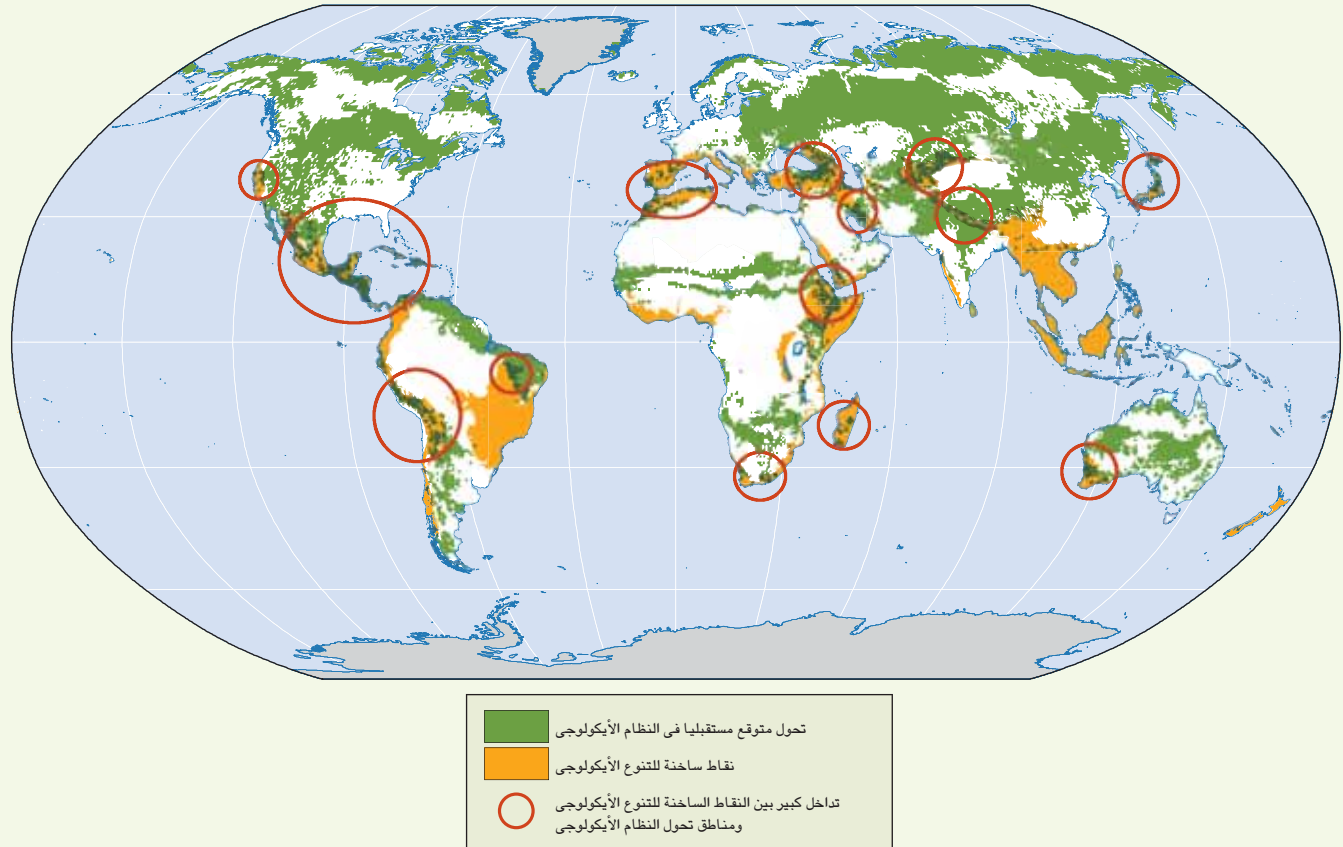 تحول متوقع مستقبليا فى النظام الأيكولوجى
نقاط ساخنة للتنوع الأيكولوجى
تداخل كبير بين النقاط الساخنة للتنوع الأيكولوجى
ومناطق تحول النظام الأيكولوجى